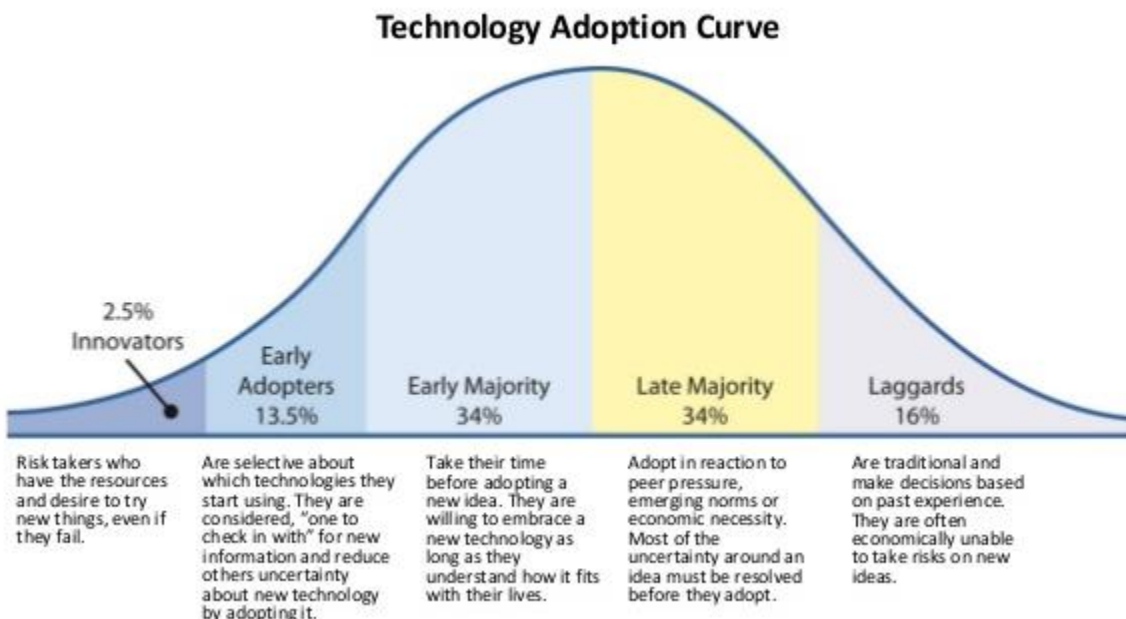 Technology Adoption Curve
2.5%
Innovators
Early
Adopters
13.5%
Early Majority
34%
Late Majority
34%
Laggards
16%
Risk takers who
have the resources
and desire to try
new things, even if
they fail.
Are selective about
which technologies they
start using. They are
considered, "one to
check in with" for new
information and reduce
others uncertainty
about new technology
by adopting it.
Take their time
before adopting a
new idea. They are
willing to embrace a
new technology as
long as they
understand how it fits
with their lives.
Adopt in reaction to
peer pressure,
emerging norms or
economic necessity.
Most of the
uncertainty around an
idea must be resolved
before they adopt.
Are traditional and
make decisions based
on past experience.
They are often
economically unable
to take risks on new
ideas.